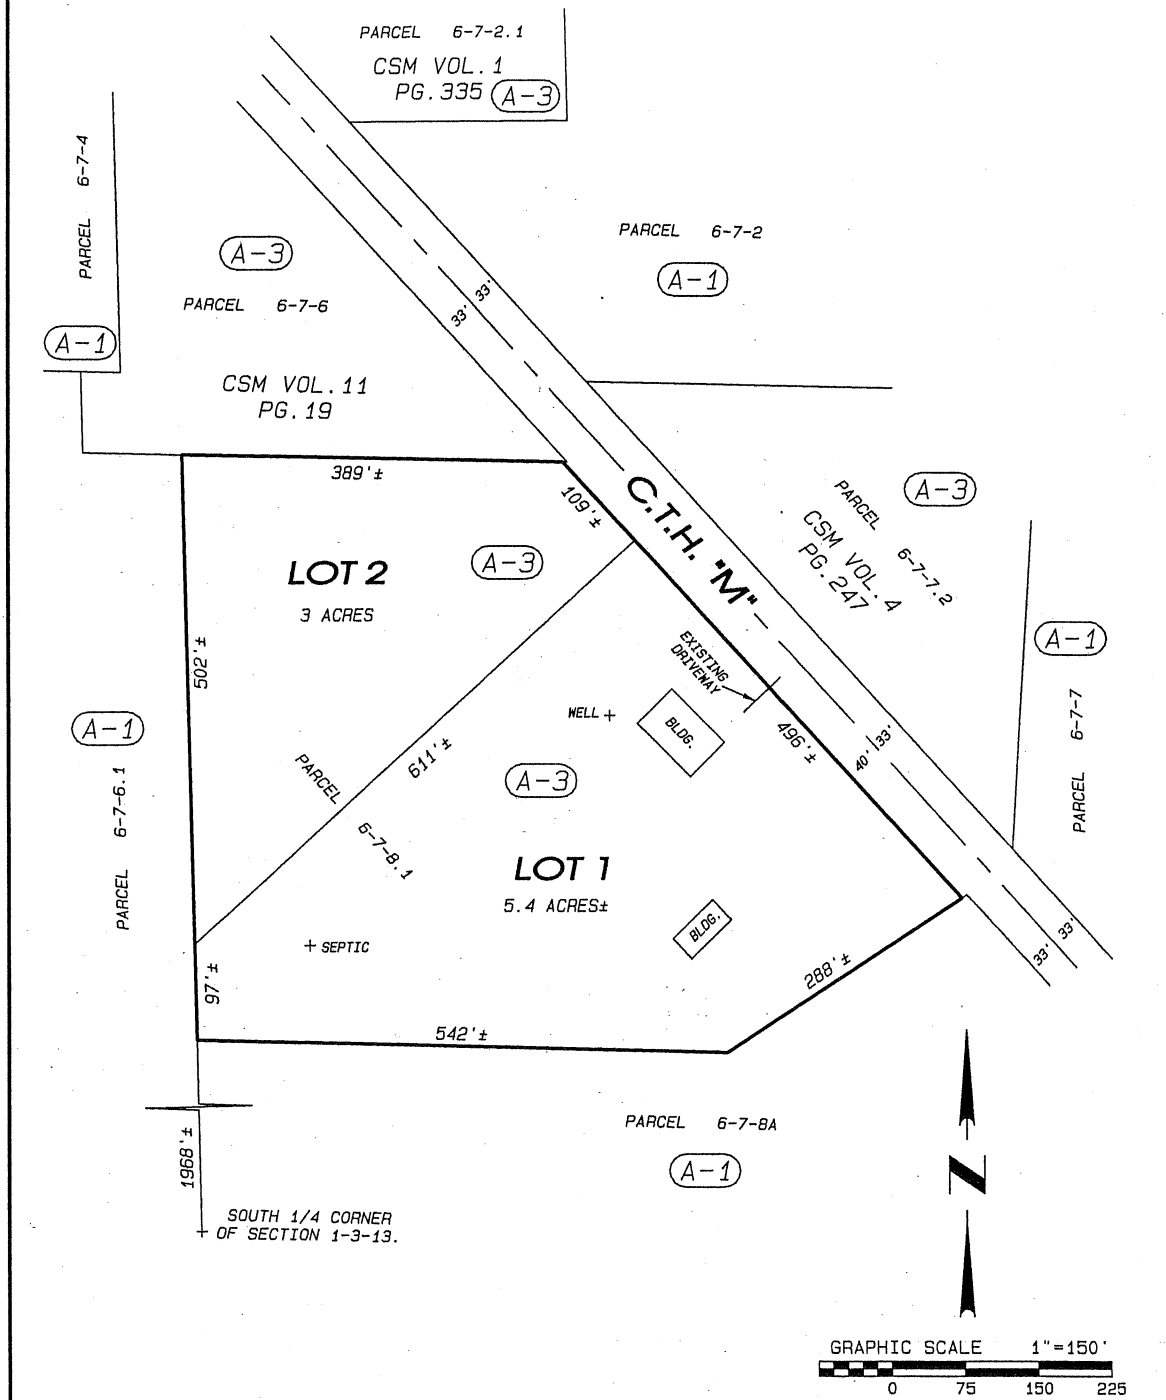 PARCEL 6-7-2.1
CSM VOL. 1
PG. 335
A-3
PARCEL 6-7-4
A-3
PARCEL 6-7-6
A-1
CSM VOL. 11
PG. 19
PARCEL 6-7-2
A-1
33'
33'
389'±
109'±
C.T.H. "M"
PARCEL 6-7-7.2
CSM VOL. 4
PG. 247
A-3
LOT 2
3 ACRES
A-3
502'±
A-1
PARCEL 6-7-7
EXISTING
DRIVEWAY
WELL
BLDG.
496'±
40'
33'
A-1
PARCEL 6-7-6.1
611'±
PARCEL 6-7-8.1
A-3
LOT 1
5.4 ACRES±
BLDG.
SEPTIC
97'±
288'±
33'
33'
542'±
PARCEL 6-7-8A
A-1
1968'±
SOUTH 1/4 CORNER
OF SECTION 1-3-13.
N
GRAPHIC SCALE 1"=150'
0 75 150 225